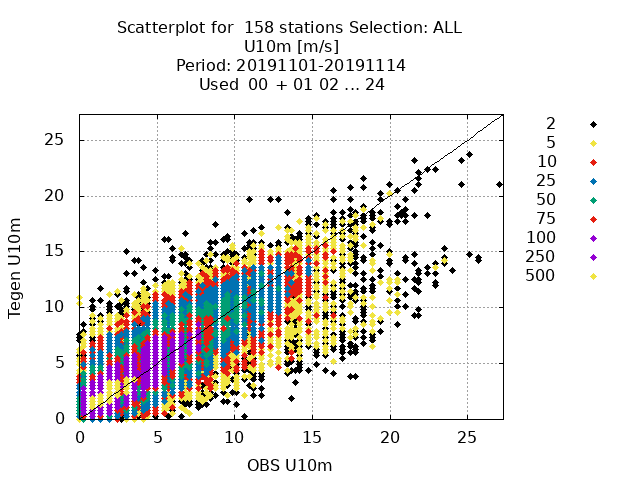 Scatterplot for  158 stations Selection: ALL
U10m [m/s]
Period: 20191101-20191114
Used  00 + 01 02 ... 24
2
5
10
25
50
75
100
250
500
Tegen U10m
25
20
15
10
5
0
0 5 10 15 20 25
OBS U10m